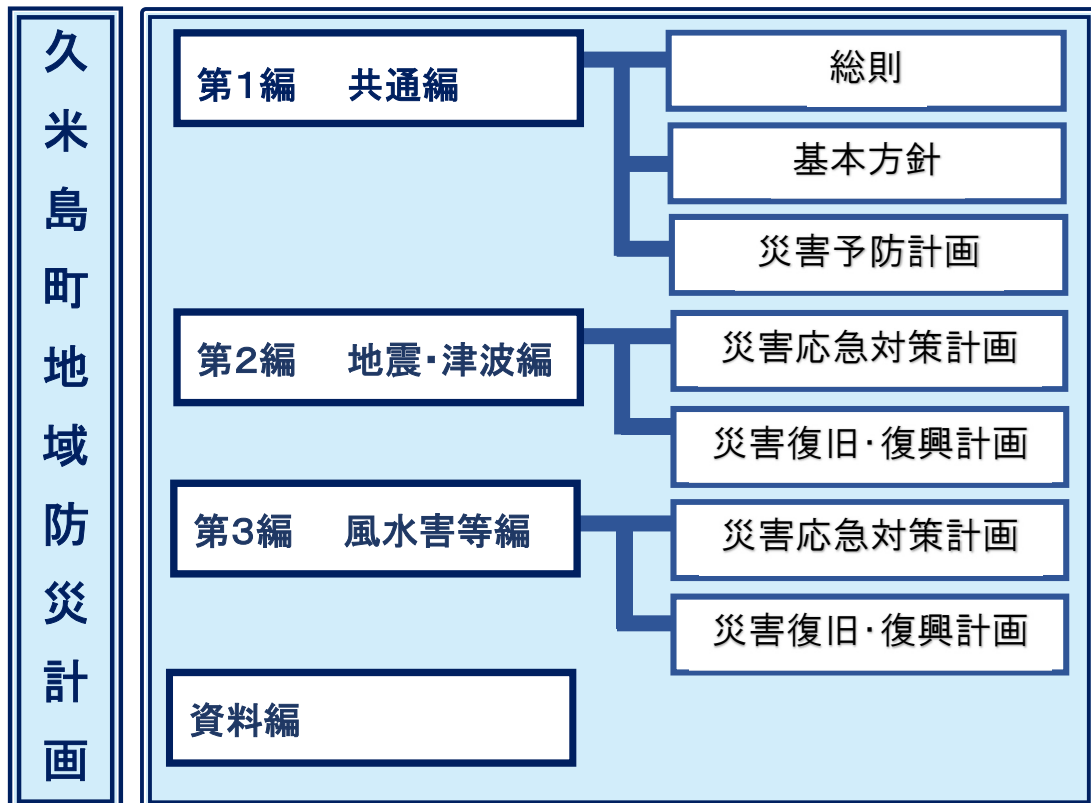 久米島町地域防災計画
第1編 共通編
総則
基本方針
災害予防計画
第2編 地震・津波編
災害応急対策計画
災害復旧・復興計画
第3編 風水害等編
災害応急対策計画
災害復旧・復興計画
資料編